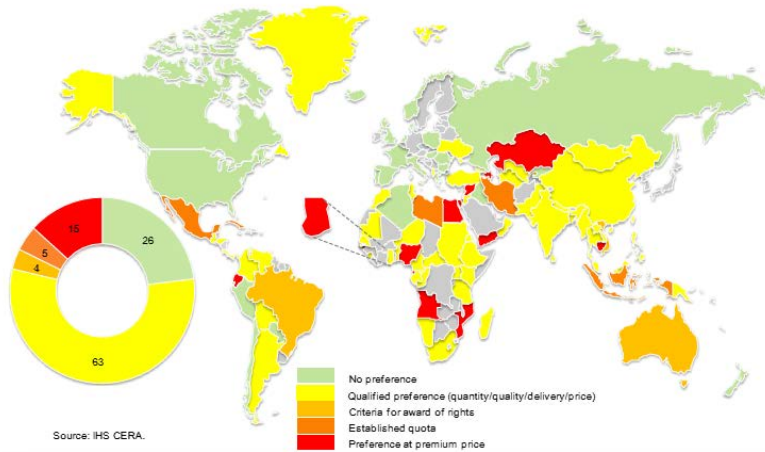 15
26
5
4
63
No preference
Qualified preference (quantity/quality/delivery/price)
Criteria for award of rights
Established quota
Preference at premium price
Source: IHS CERA.